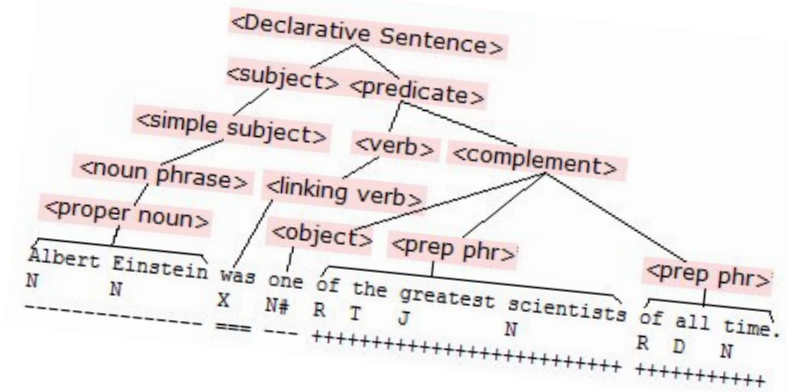 <Declarative Sentence>
<subject> <predicate>
<simple subject> <verb> <complement>
<noun phrase> <linking verb>
<proper noun> <object> <prep phr> <prep phr>
Albert Einstein was one of the greatest scientists of all time.
N N X N# R T J N R D N
----------------- === --- +++++++++++++++++++++++++ +++++++++++